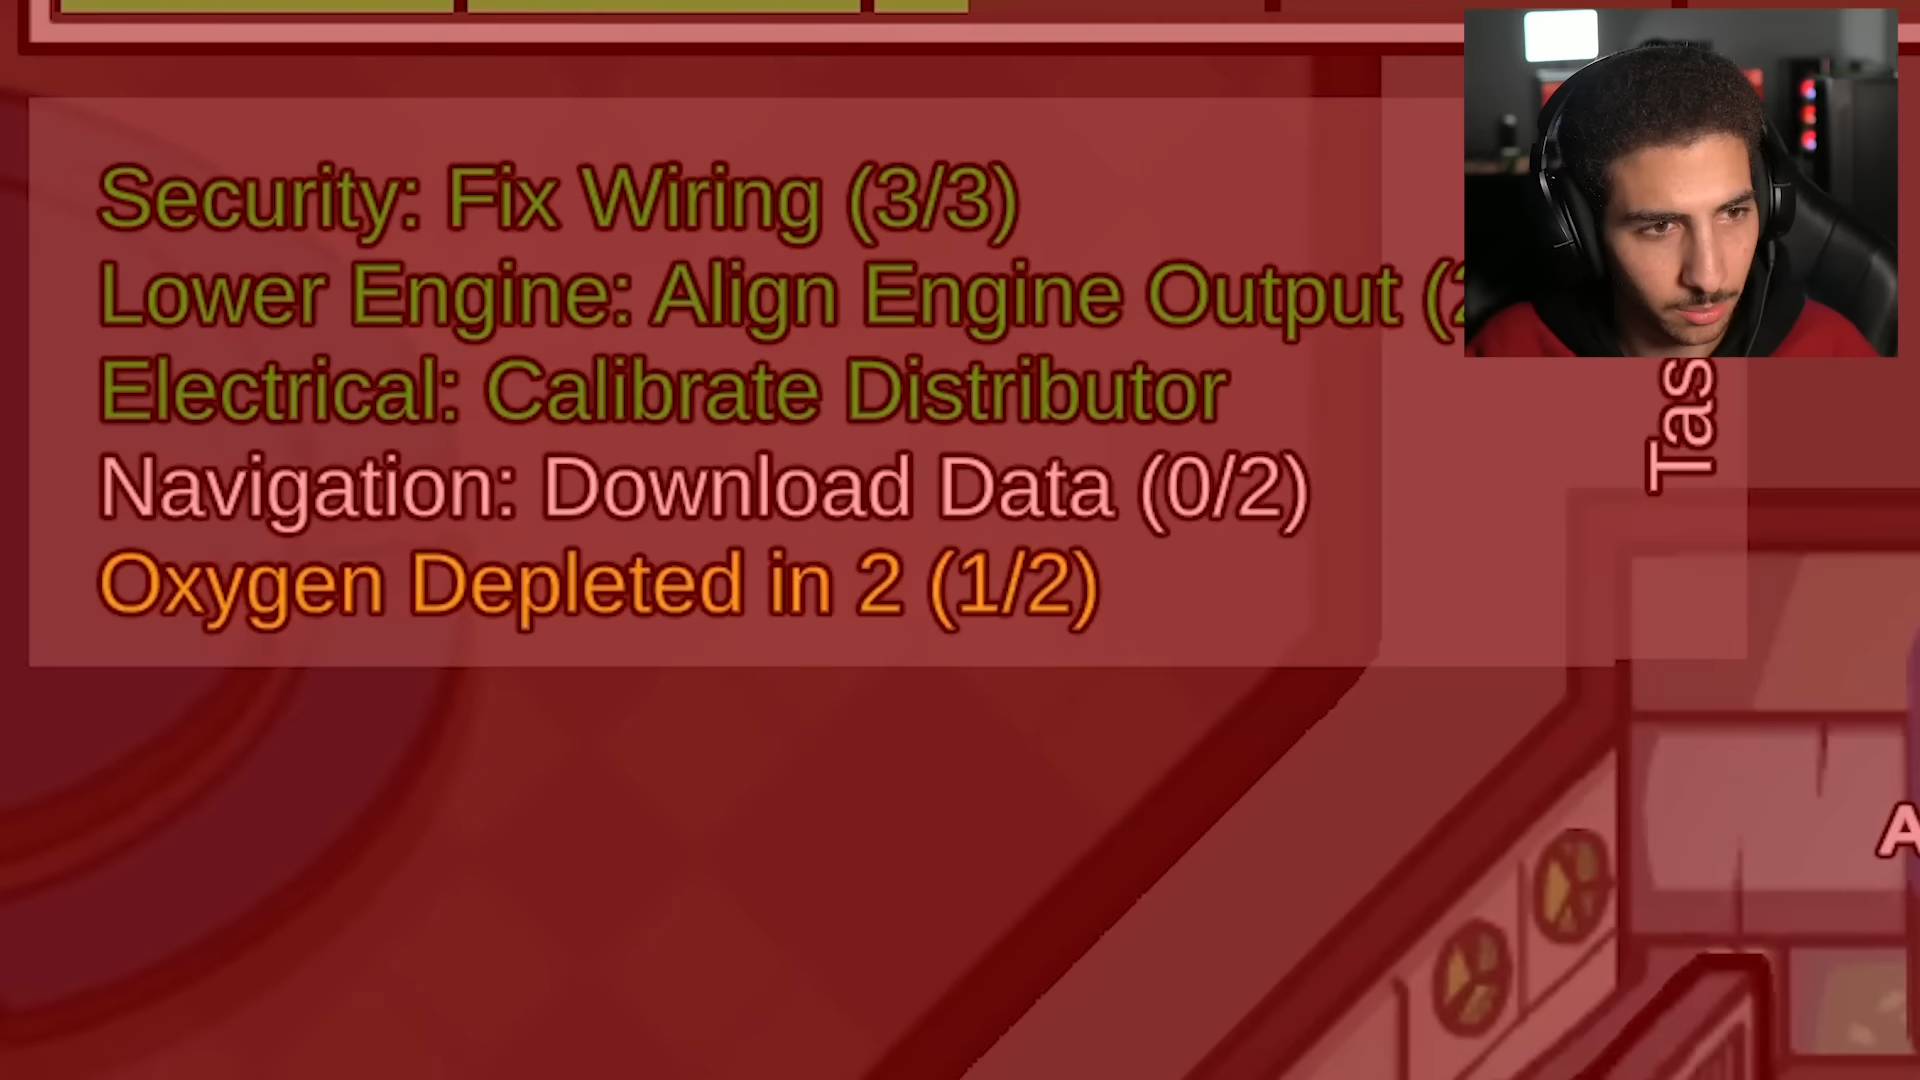 Security: Fix Wiring (3/3)
Lower Engine: Align Engine Output (2
Electrical: Calibrate Distributor
Navigation: Download Data (0/2)
Oxygen Depleted in 2 (1/2)
Tas
A